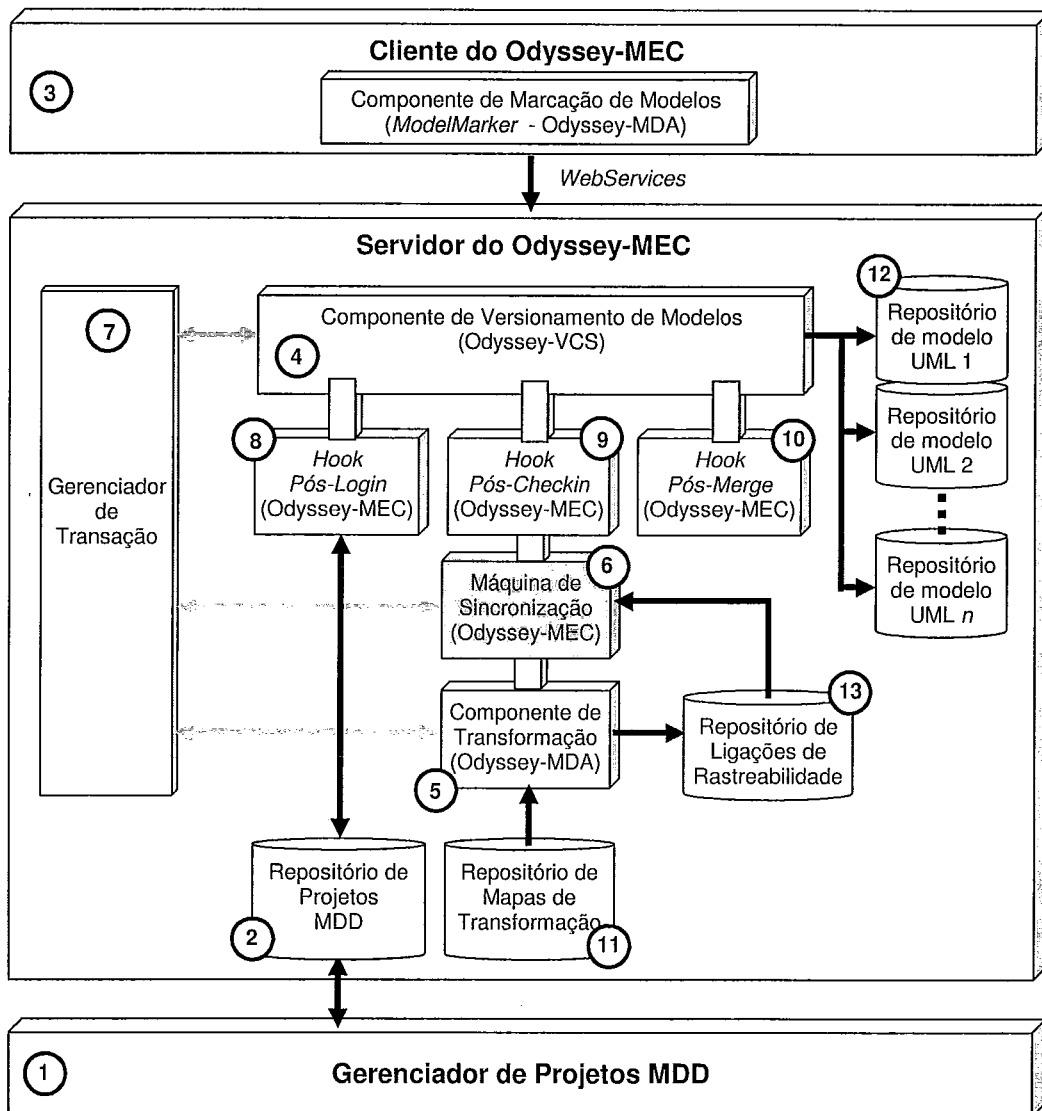 Cliente do Odyssey-MEC
3
Componente de Marcação de Modelos
(ModelMarker - Odyssey-MDA)
WebServices
Servidor do Odyssey-MEC
7
Gerenciador
de
Transação
Componente de Versionamento de Modelos
(Odyssey-VCS)
4
12
Repositório
de modelo
UML 1
Repositório
de modelo
UML 2
Repositório
de modelo
UML n
8
Hook
Pós-Login
(Odyssey-MEC)
9
Hook
Pós-Checkin
(Odyssey-MEC)
10
Hook
Pós-Merge
(Odyssey-MEC)
6
Máquina de
Sincronização
(Odyssey-MEC)
Componente de
Transformação
(Odyssey-MDA)
5
13
Repositório de
Ligações de
Rastreabilidade
Repositório de
Projetos
MDD
2
Repositório de
Mapas de
Transformação
11
1
Gerenciador de Projetos MDD